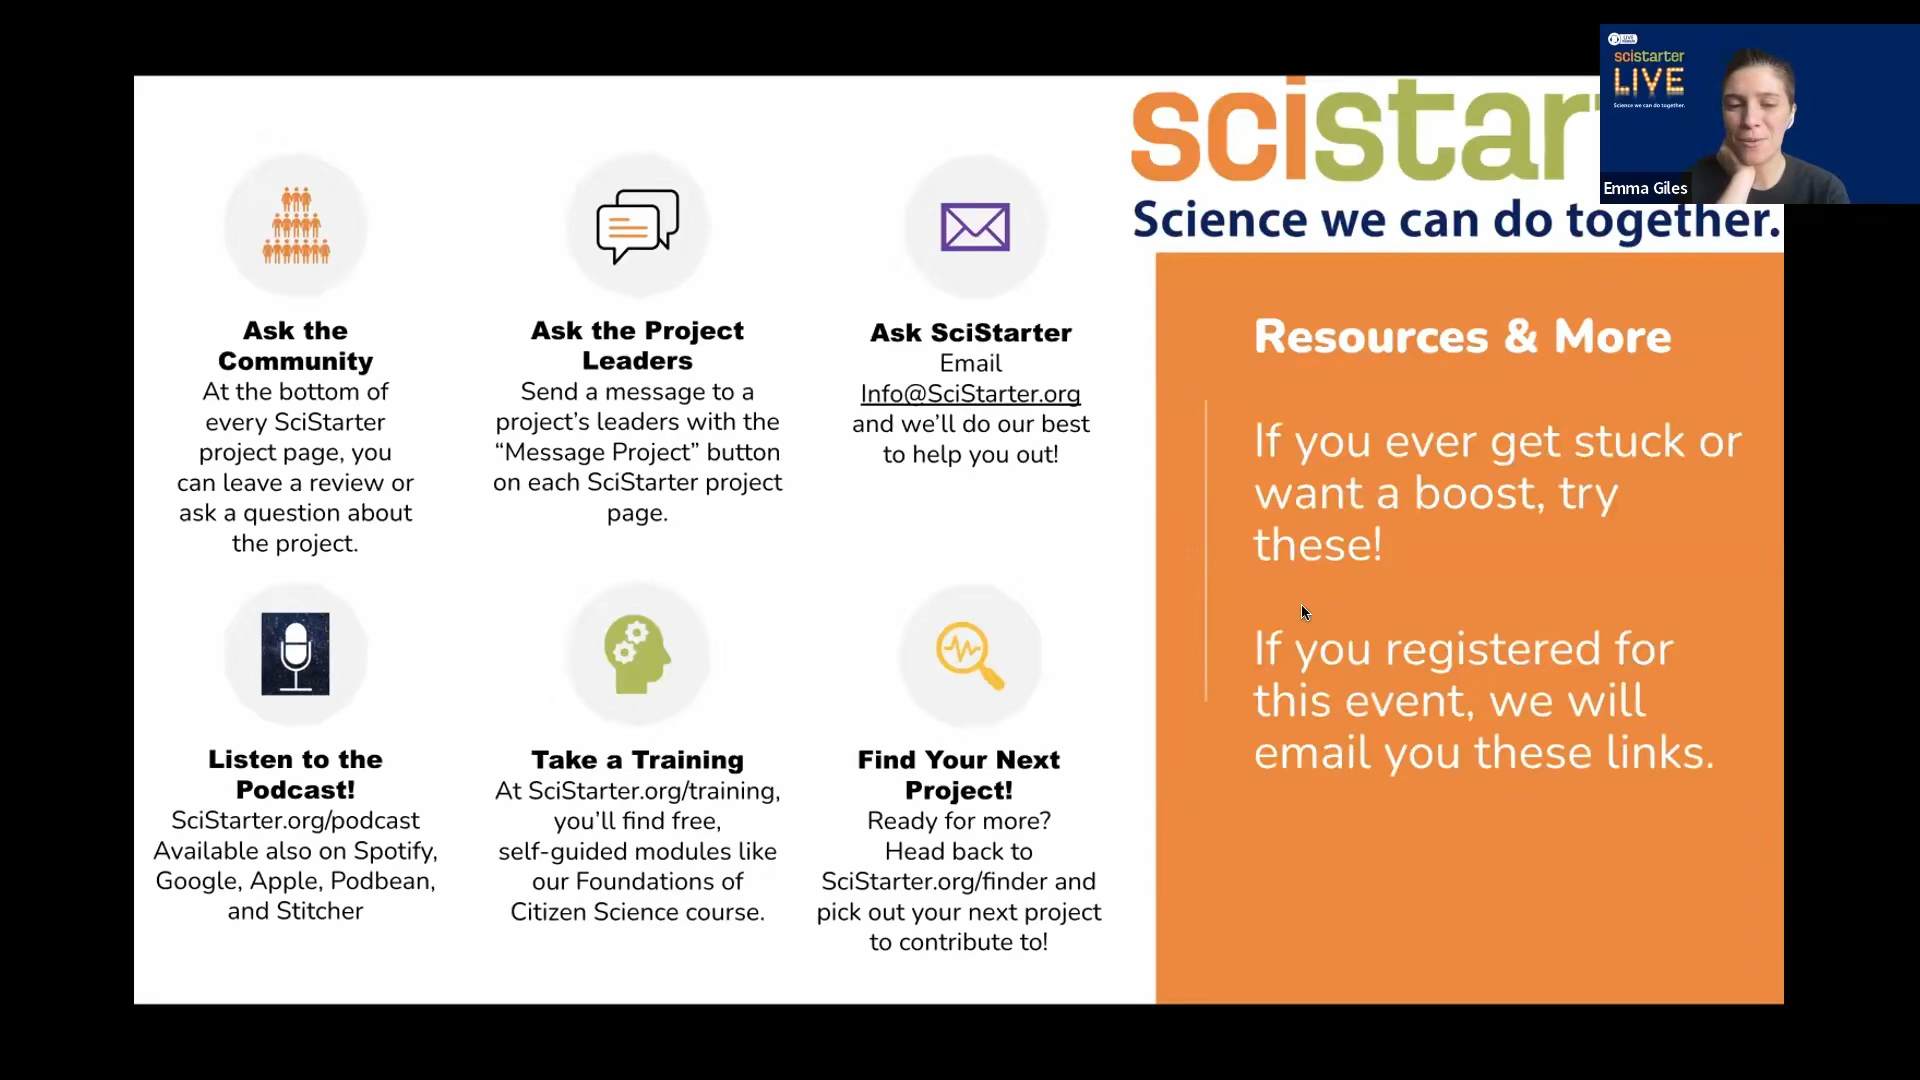 Ask the
Community
At the bottom of
every SciStarter
project page, you
can leave a review or
ask a question about
the project.
Ask the Project
Leaders
Send a message to a
project’s leaders with the
“Message Project” button
on each SciStarter project
page.
Ask SciStarter
Email
Info@SciStarter.org
and we’ll do our best
to help you out!
Listen to the
Podcast!
SciStarter.org/podcast
Available also on Spotify,
Google, Apple, Podbean,
and Stitcher
Take a Training
At SciStarter.org/training,
you’ll find free,
self-guided modules like
our Foundations of
Citizen Science course.
Find Your Next
Project!
Ready for more?
Head back to
SciStarter.org/finder and
pick out your next project
to contribute to!
scistar
Science we can do together.
Resources & More
If you ever get stuck or
want a boost, try
these!
If you registered for
this event, we will
email you these links.
scistarter
LIVE
Science we can do together.
Emma Giles